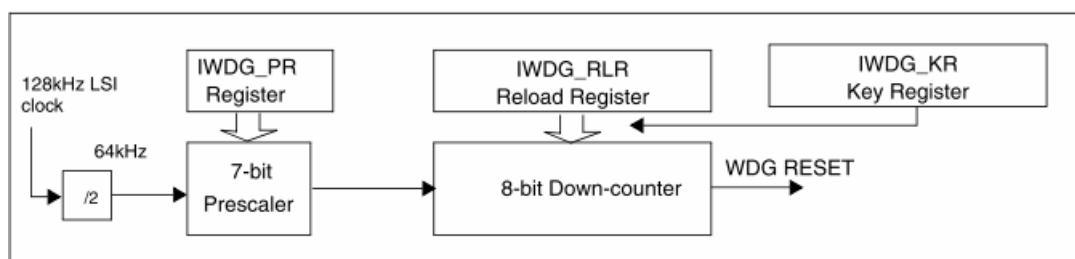 IWDG_PR
Register
IWDG_RLR
Reload Register
IWDG_KR
Key Register
128kHz LSI
clock
64kHz
/2
7-bit
Prescaler
8-bit Down-counter
WDG RESET